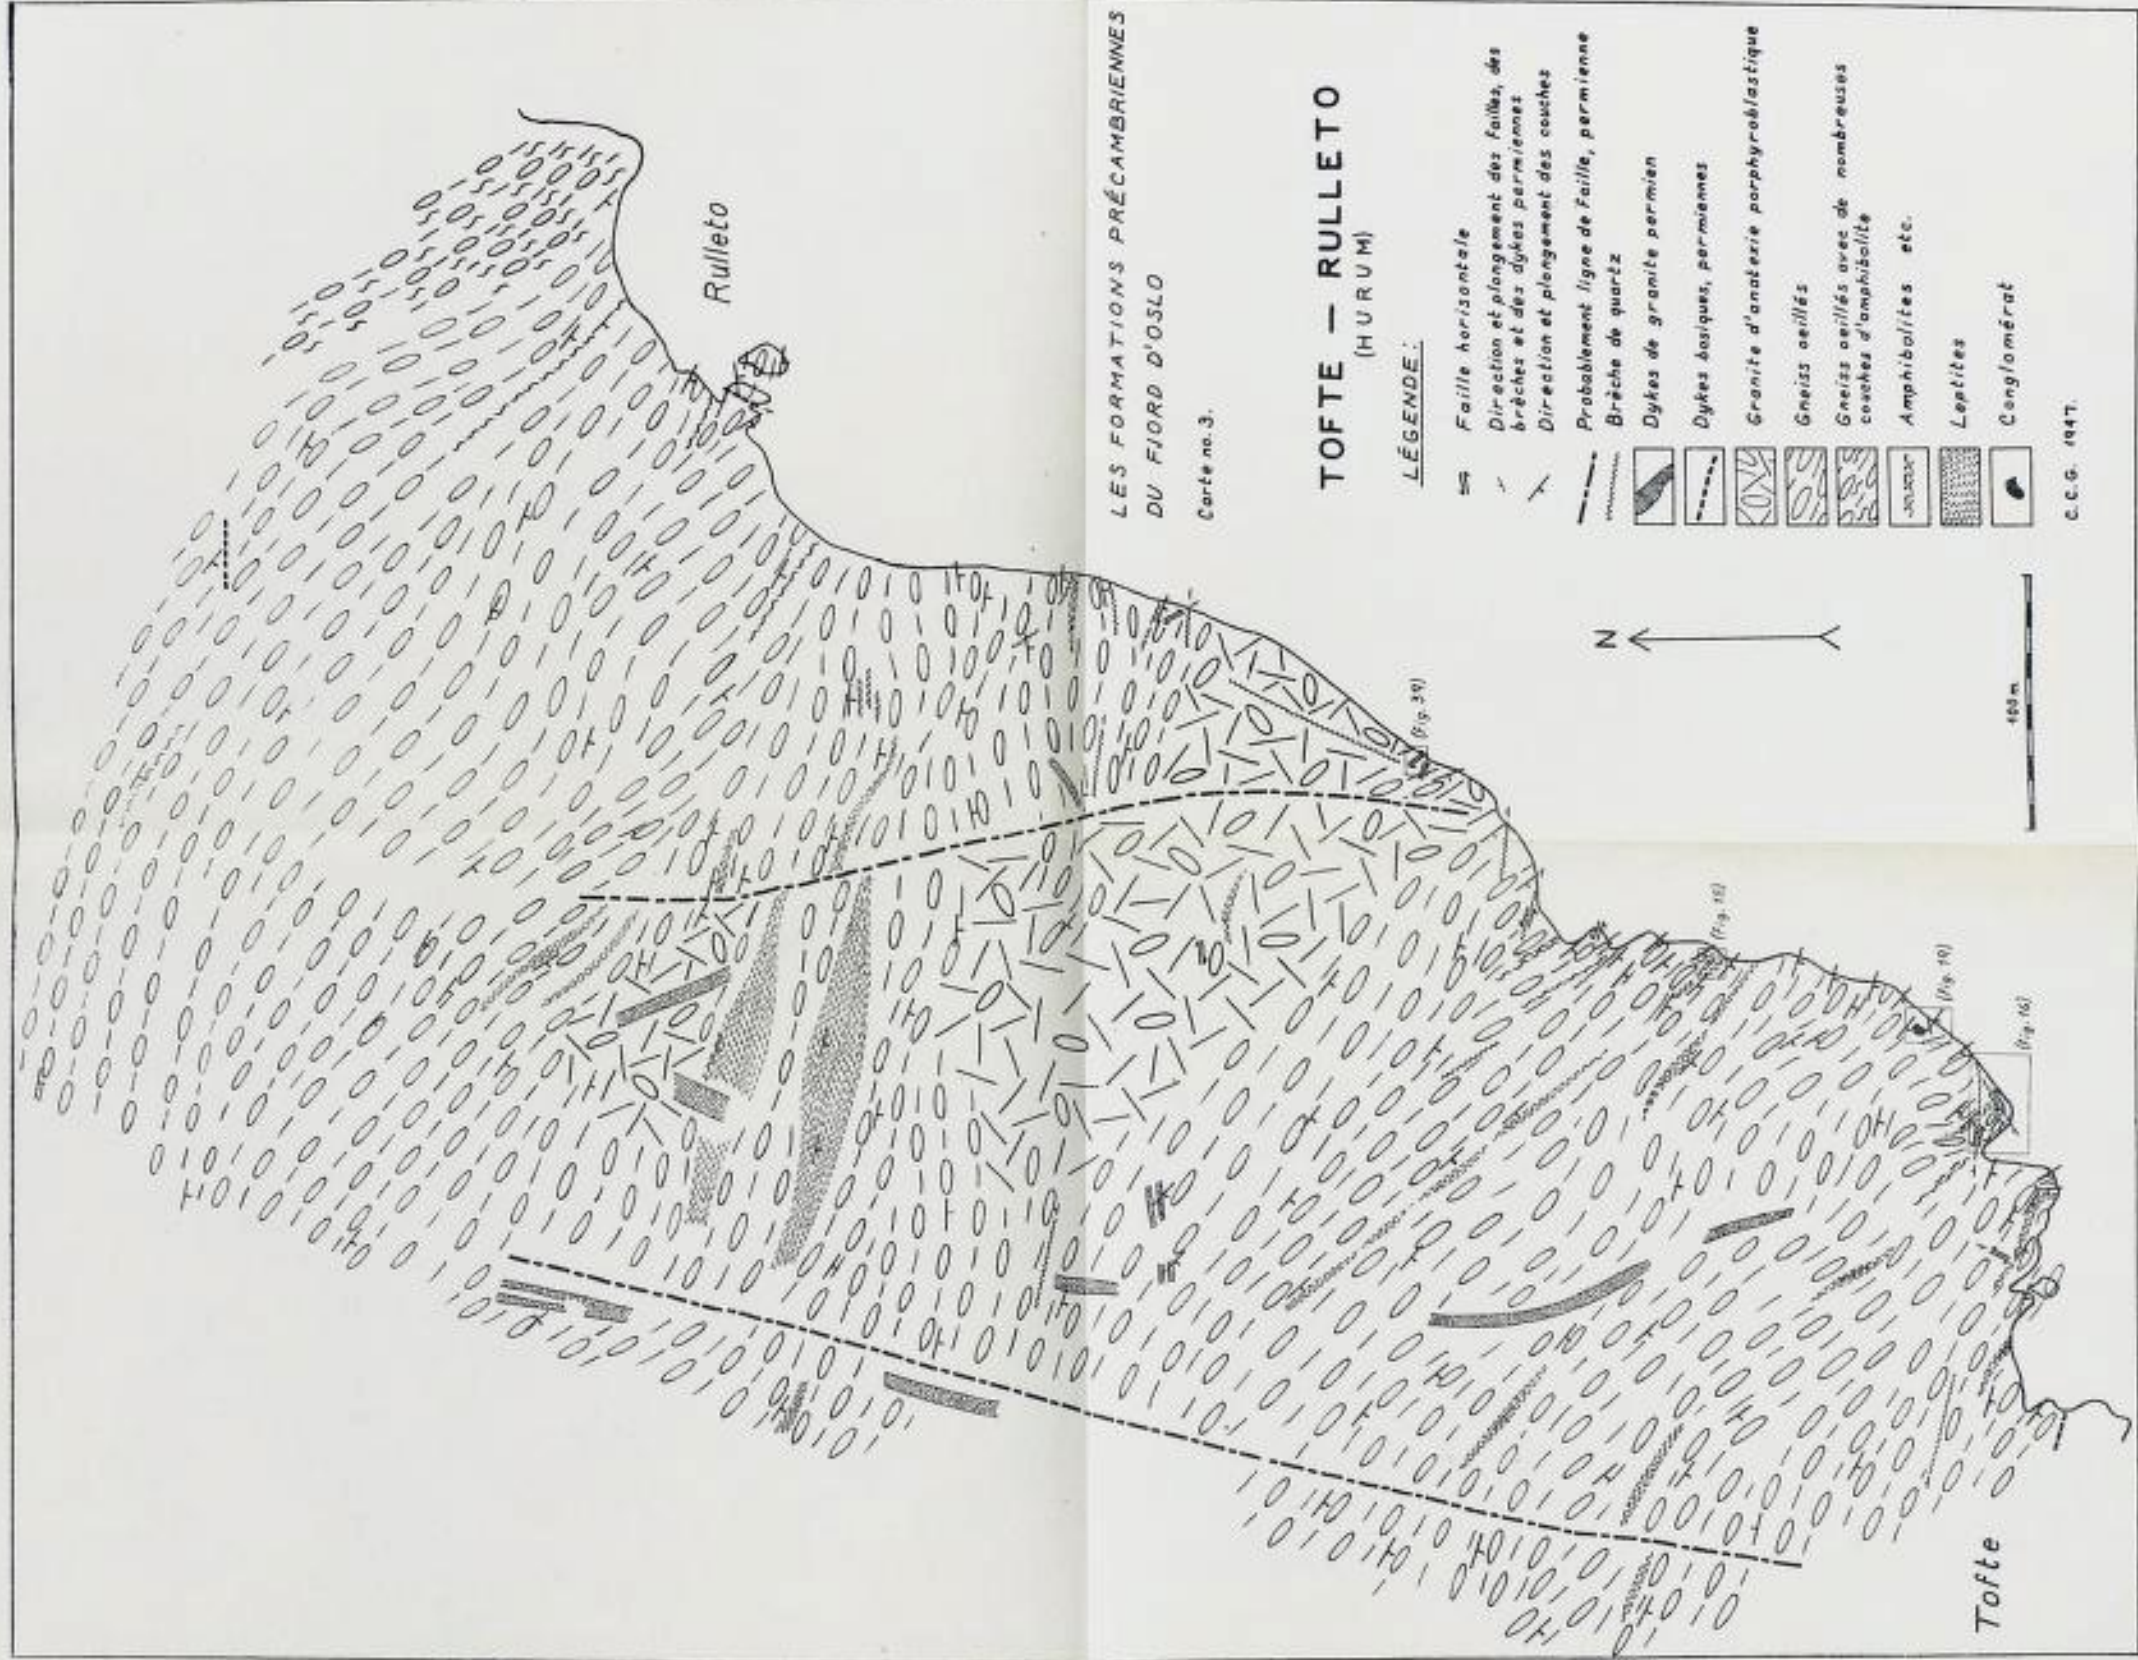 LES FORMATIONS PRÉCAMBRIENNES
DU FJORD D'OSLO
Carte no. 3.
TOFTE — RULLETO
(HURUM)
LÉGENDE:
Faille horisontale
Direction et plongement des failles, des
brèches et des dykes permiennes
Direction et plongement des couches
Probablement ligne de faille, permienne
Brèche de quartz
Dykes de granite permien
Dykes basiques, permiennes
Granite d'anatexie porphyroblastique
Gneiss oeillés
Gneiss oeillés avec de nombreuses
couches d'amphibolite
Amphibolites etc.
Leptites
Conglomérat
C.C.G. 1947.
N
100m
Rulleto
(Fig. 39)
(Fig. 15)
(Fig. 19)
(Fig. 16)
Tofte